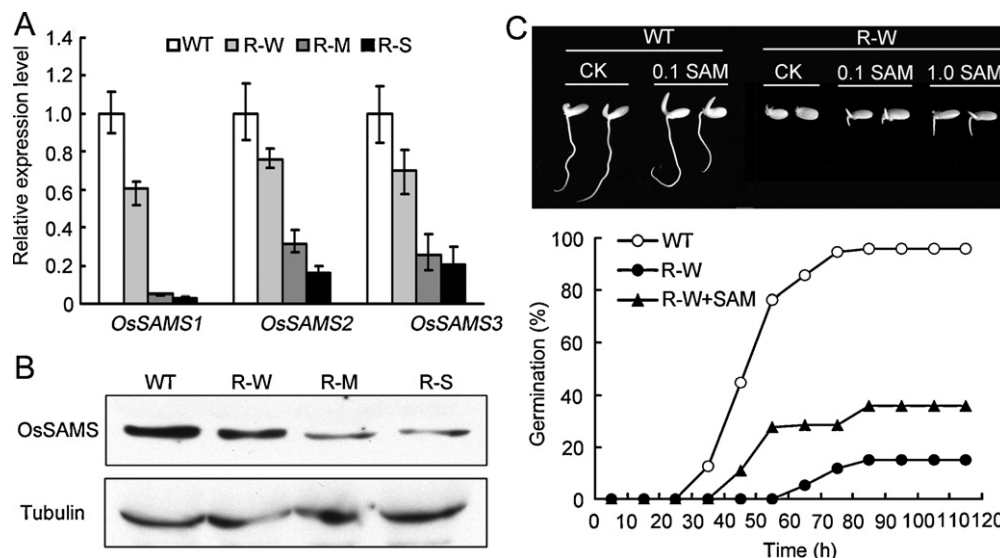 A
WT R-W R-M R-S
Relative expression level
1.2
1.0
0.8
0.6
0.4
0.2
0
OsSAMS1 OsSAMS2 OsSAMS3
B
WT R-W R-M R-S
OsSAMS
Tubulin
C
WT R-W
CK 0.1 SAM CK 0.1 SAM 1.0 SAM
WT
R-W
R-W+SAM
Germination (%)
100
80
60
40
20
0
0 10 20 30 40 50 60 70 80 90 100 110 120
Time (h)